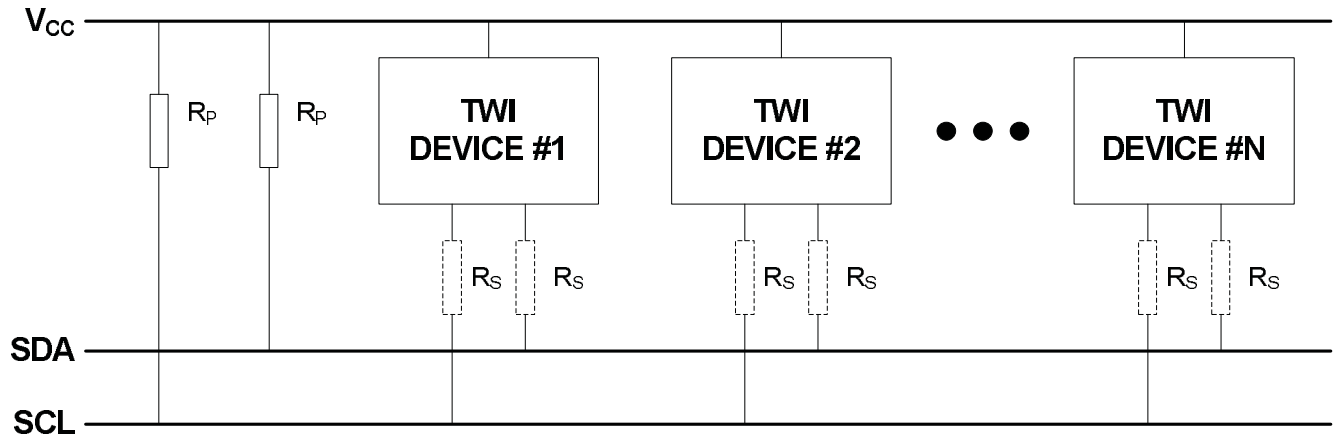 VCC
RP
RP
TWI
DEVICE #1
TWI
DEVICE #2
TWI
DEVICE #N
RS
RS
RS
RS
RS
RS
SDA
SCL